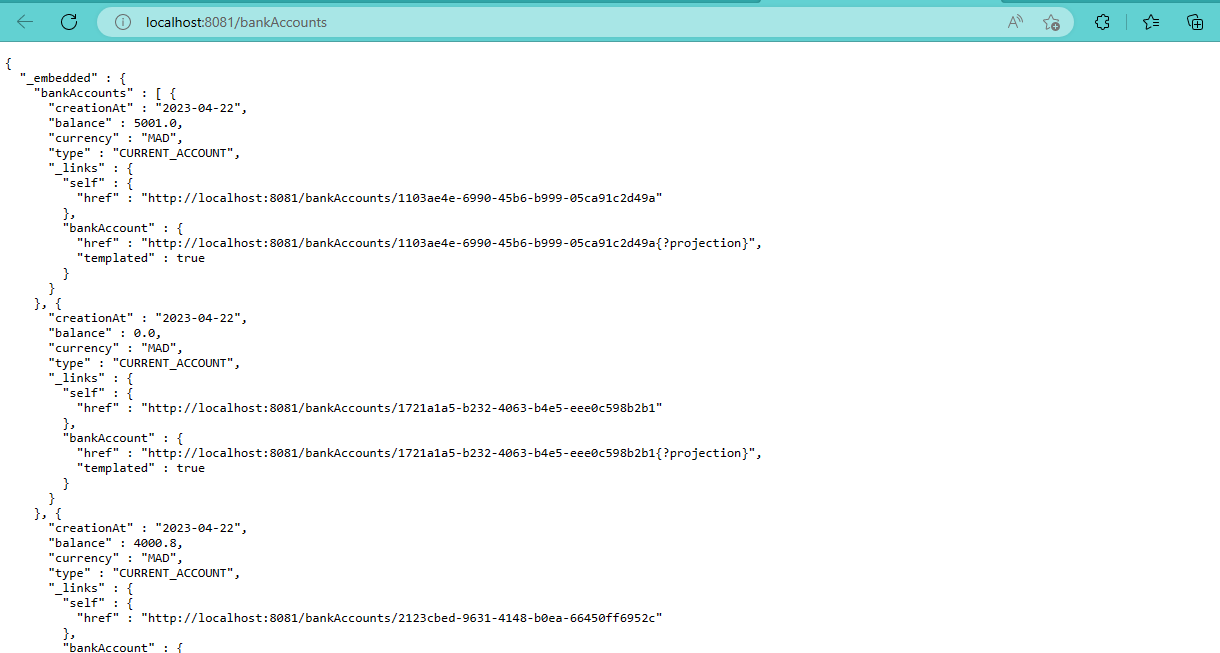 localhost:8081/bankAccounts
{
  "_embedded" : {
    "bankAccounts" : [ {
      "creationAt" : "2023-04-22",
      "balance" : 5001.0,
      "currency" : "MAD",
      "type" : "CURRENT_ACCOUNT",
      "_links" : {
        "self" : {
          "href" : "http://localhost:8081/bankAccounts/1103ae4e-6990-45b6-b999-05ca91c2d49a"
        },
        "bankAccount" : {
          "href" : "http://localhost:8081/bankAccounts/1103ae4e-6990-45b6-b999-05ca91c2d49a{?projection}",
          "templated" : true
        }
      }
    }, {
      "creationAt" : "2023-04-22",
      "balance" : 0.0,
      "currency" : "MAD",
      "type" : "CURRENT_ACCOUNT",
      "_links" : {
        "self" : {
          "href" : "http://localhost:8081/bankAccounts/1721a1a5-b232-4063-b4e5-eee0c598b2b1"
        },
        "bankAccount" : {
          "href" : "http://localhost:8081/bankAccounts/1721a1a5-b232-4063-b4e5-eee0c598b2b1{?projection}",
          "templated" : true
        }
      }
    }, {
      "creationAt" : "2023-04-22",
      "balance" : 4000.8,
      "currency" : "MAD",
      "type" : "CURRENT_ACCOUNT",
      "_links" : {
        "self" : {
          "href" : "http://localhost:8081/bankAccounts/2123cbed-9631-4148-b0ea-66450ff6952c"
        },
        "bankAccount" : {